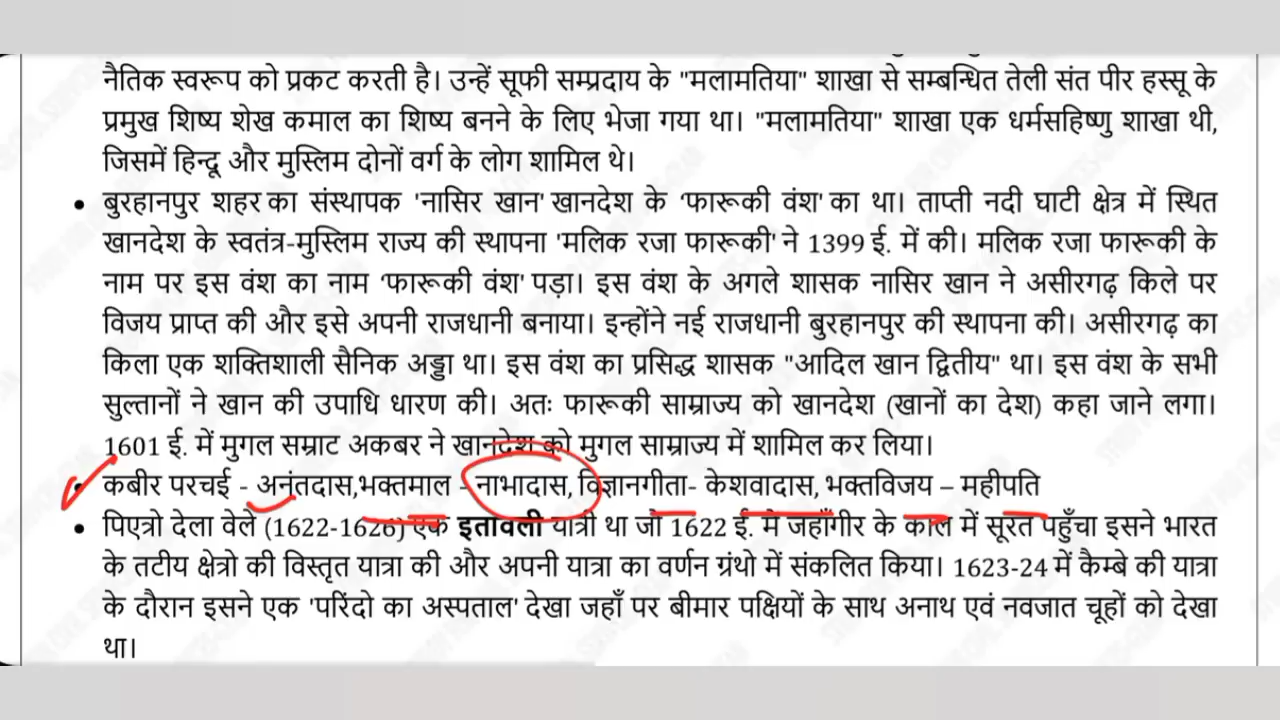 नैतिक स्वरूप को प्रकट करती है। उन्हें सूफी सम्प्रदाय के "मलामतिया" शाखा से सम्बन्धित तेली संत पीर हस्सू के
प्रमुख शिष्य शेख कमाल का शिष्य बनने के लिए भेजा गया था। "मलामतिया" शाखा एक धर्मसहिष्णु शाखा थी,
जिसमें हिन्दू और मुस्लिम दोनों वर्ग के लोग शामिल थे।
• बुरहानपुर शहर का संस्थापक 'नासिर खान' खानदेश के 'फारूकी वंश' का था। ताप्ती नदी घाटी क्षेत्र में स्थित
खानदेश के स्वतंत्र-मुस्लिम राज्य की स्थापना 'मलिक रजा फारूकी' ने 1399 ई. में की। मलिक रजा फारूकी के
नाम पर इस वंश का नाम 'फारूकी वंश' पड़ा। इस वंश के अगले शासक नासिर खान ने असीरगढ़ किले पर
विजय प्राप्त की और इसे अपनी राजधानी बनाया। इन्होंने नई राजधानी बुरहानपुर की स्थापना की। असीरगढ़ का
किला एक शक्तिशाली सैनिक अड्डा था। इस वंश का प्रसिद्ध शासक "आदिल खान द्वितीय" था। इस वंश के सभी
सुल्तानों ने खान की उपाधि धारण की। अतः फारूकी साम्राज्य को खानदेश (खानों का देश) कहा जाने लगा।
1601 ई. में मुगल सम्राट अकबर ने खानदेश को मुगल साम्राज्य में शामिल कर लिया।
• कबीर परचई - अनंतदास,भक्तमाल - नाभादास, विज्ञानगीता- केशवादास, भक्तविजय – महीपति
• पिएत्रो देला वेले (1622-1626) एक इतावली यात्री था जो 1622 ई. में जहाँगीर के काल में सूरत पहुँचा इसने भारत
के तटीय क्षेत्रो की विस्तृत यात्रा की और अपनी यात्रा का वर्णन ग्रंथो में संकलित किया। 1623-24 में कैम्बे की यात्रा
के दौरान इसने एक 'परिंदो का अस्पताल' देखा जहाँ पर बीमार पक्षियों के साथ अनाथ एवं नवजात चूहों को देखा
था।